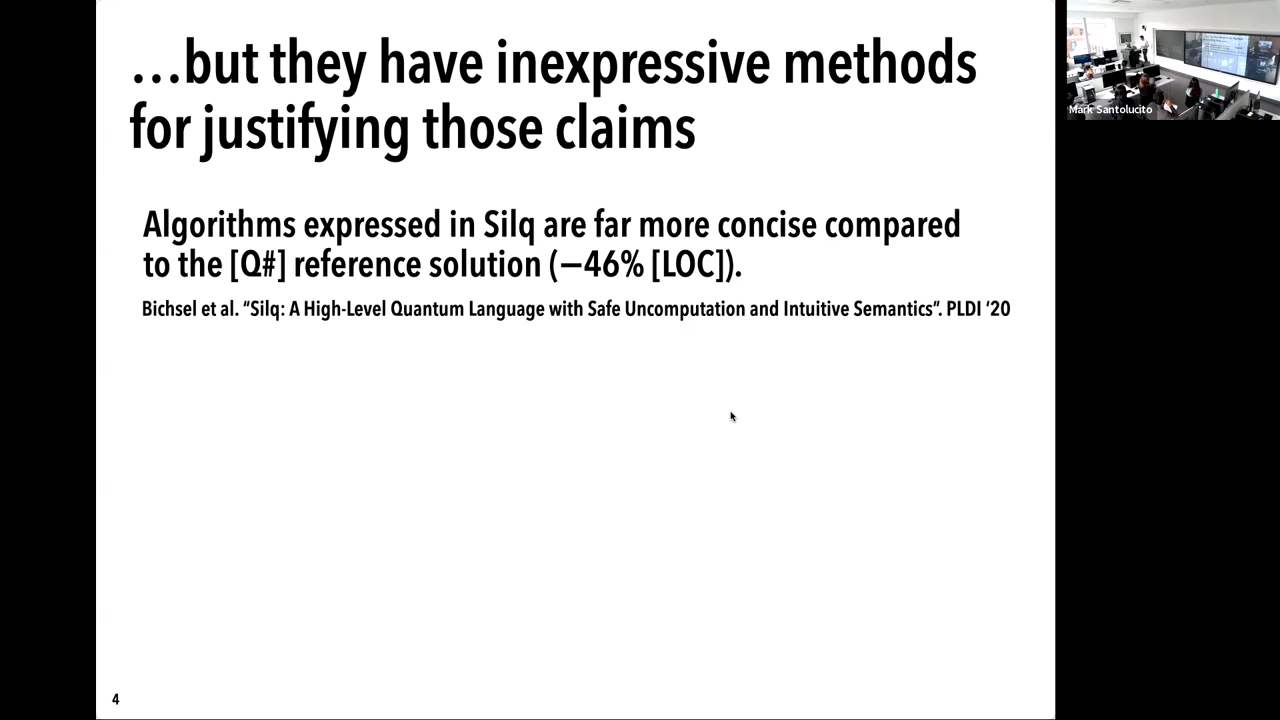 …but they have inexpressive methods
for justifying those claims
Algorithms expressed in Silq are far more concise compared
to the [Q#] reference solution (—46% [LOC]).
Bichsel et al. “Silq: A High-Level Quantum Language with Safe Uncomputation and Intuitive Semantics”. PLDI ‘20
4
Mark Santolucito